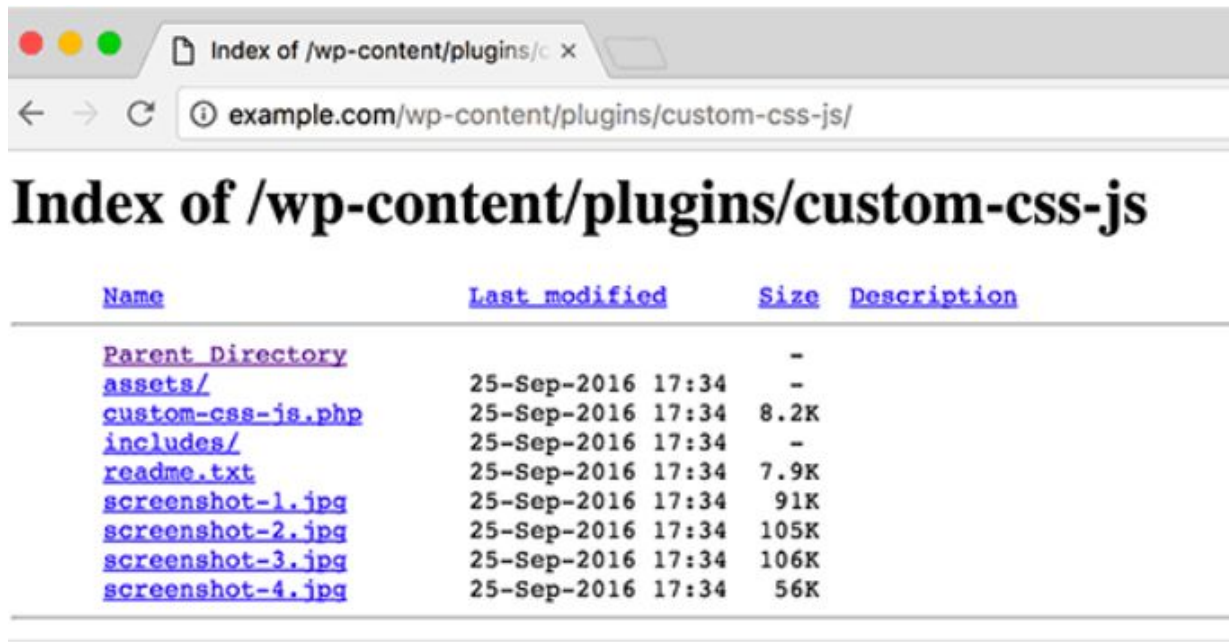 Index of /wp-content/plugins/c
example.com/wp-content/plugins/custom-css-js/
Index of /wp-content/plugins/custom-css-js
Name Last modified Size Description
Parent Directory -
assets/ 25-Sep-2016 17:34 -
custom-css-js.php 25-Sep-2016 17:34 8.2K
includes/ 25-Sep-2016 17:34 -
readme.txt 25-Sep-2016 17:34 7.9K
screenshot-1.jpg 25-Sep-2016 17:34 91K
screenshot-2.jpg 25-Sep-2016 17:34 105K
screenshot-3.jpg 25-Sep-2016 17:34 106K
screenshot-4.jpg 25-Sep-2016 17:34 56K